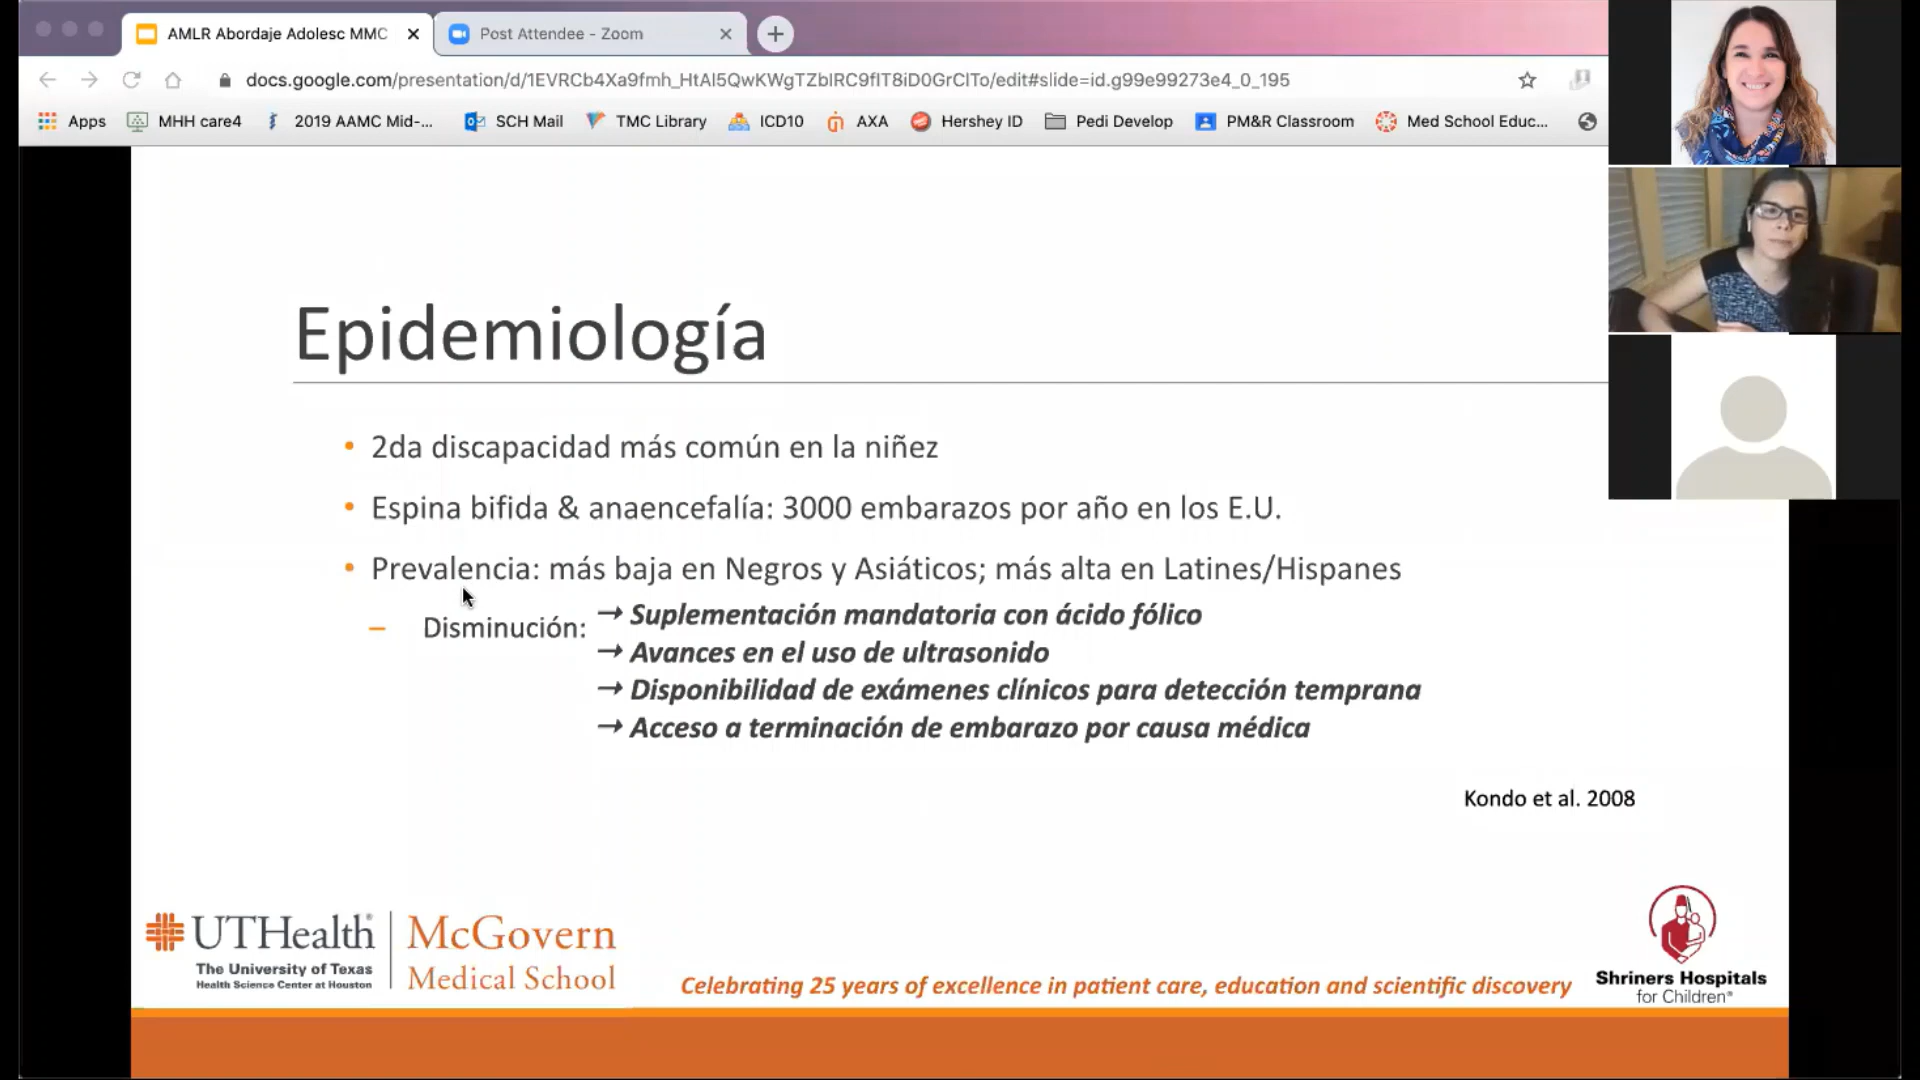 AMLR Abordaje Adolesc MMC
Post Attendee - Zoom
docs.google.com/presentation/d/1EVRCb4Xa9fmh_HtAl5QwKWgTZblRC9flT8iD0GrClTo/edit#slide=id.g99e99273e4_0_195
Apps MHH care4 2019 AAMC Mid-... SCH Mail TMC Library ICD10 AXA Hershey ID Pedi Develop PM&R Classroom Med School Educ...
Epidemiología
• 2da discapacidad más común en la niñez
• Espina bifida & anaencefalía: 3000 embarazos por año en los E.U.
• Prevalencia: más baja en Negros y Asiáticos; más alta en Latines/Hispanes
– Disminución:
→ Suplementación mandatoria con ácido fólico
→ Avances en el uso de ultrasonido
→ Disponibilidad de exámenes clínicos para detección temprana
→ Acceso a terminación de embarazo por causa médica
Kondo et al. 2008
UTHealth®
The University of Texas
Health Science Center at Houston
McGovern
Medical School
Celebrating 25 years of excellence in patient care, education and scientific discovery
Shriners Hospitals
for Children®